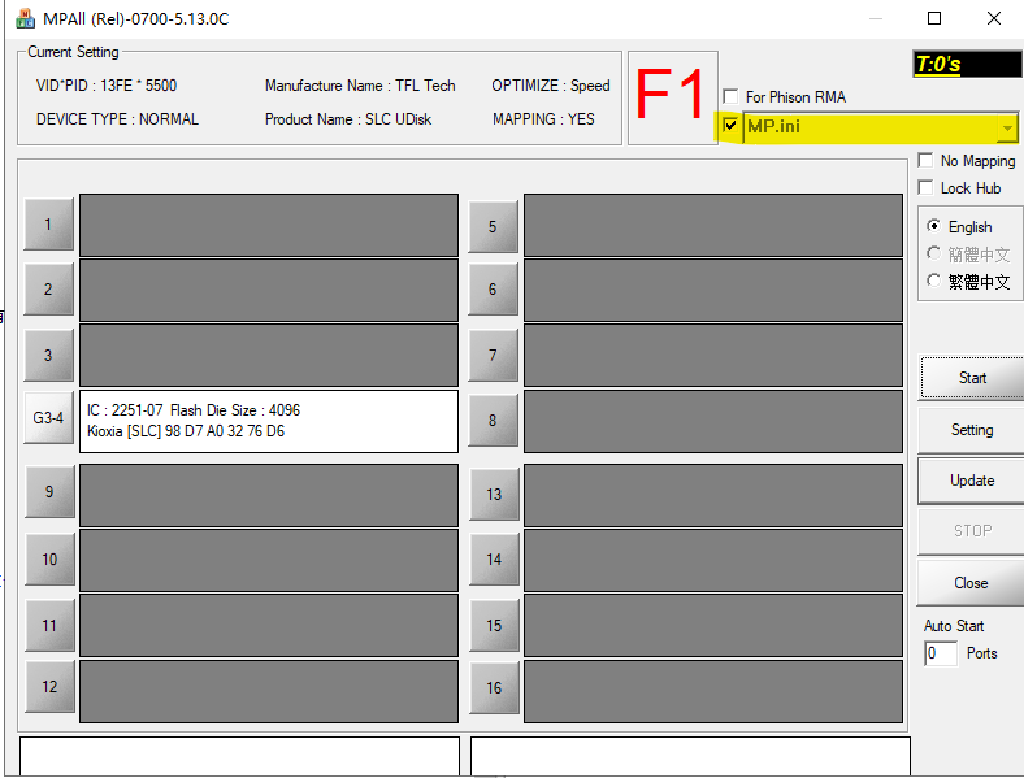 MPAll (Rel)-0700-5.13.0C
Current Setting
VID*PID : 13FE * 5500
Manufacture Name : TFL Tech
OPTIMIZE : Speed
DEVICE TYPE : NORMAL
Product Name : SLC UDisk
MAPPING : YES
F1
T:0's
For Phison RMA
MP.ini
No Mapping
Lock Hub
English
簡體中文
繁體中文
1
5
2
6
3
7
G3-4
IC : 2251-07 Flash Die Size : 4096
Kioxia [SLC] 98 D7 A0 32 76 D6
8
9
13
10
14
11
15
12
16
Start
Setting
Update
STOP
Close
Auto Start
0 Ports